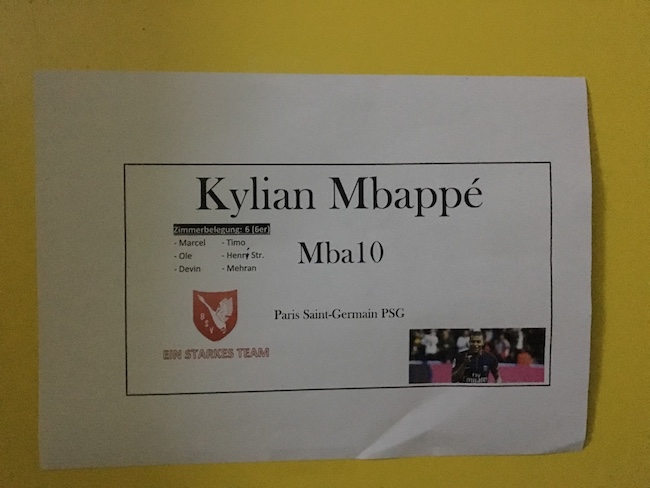 Kylian Mbappé
Zimmerbelegung: 6 (6er)
- Marcel - Timo
- Ole - Henry Str.
- Devin - Mehran
Mba10
Paris Saint-Germain PSG
BSV
EIN STARKES TEAM